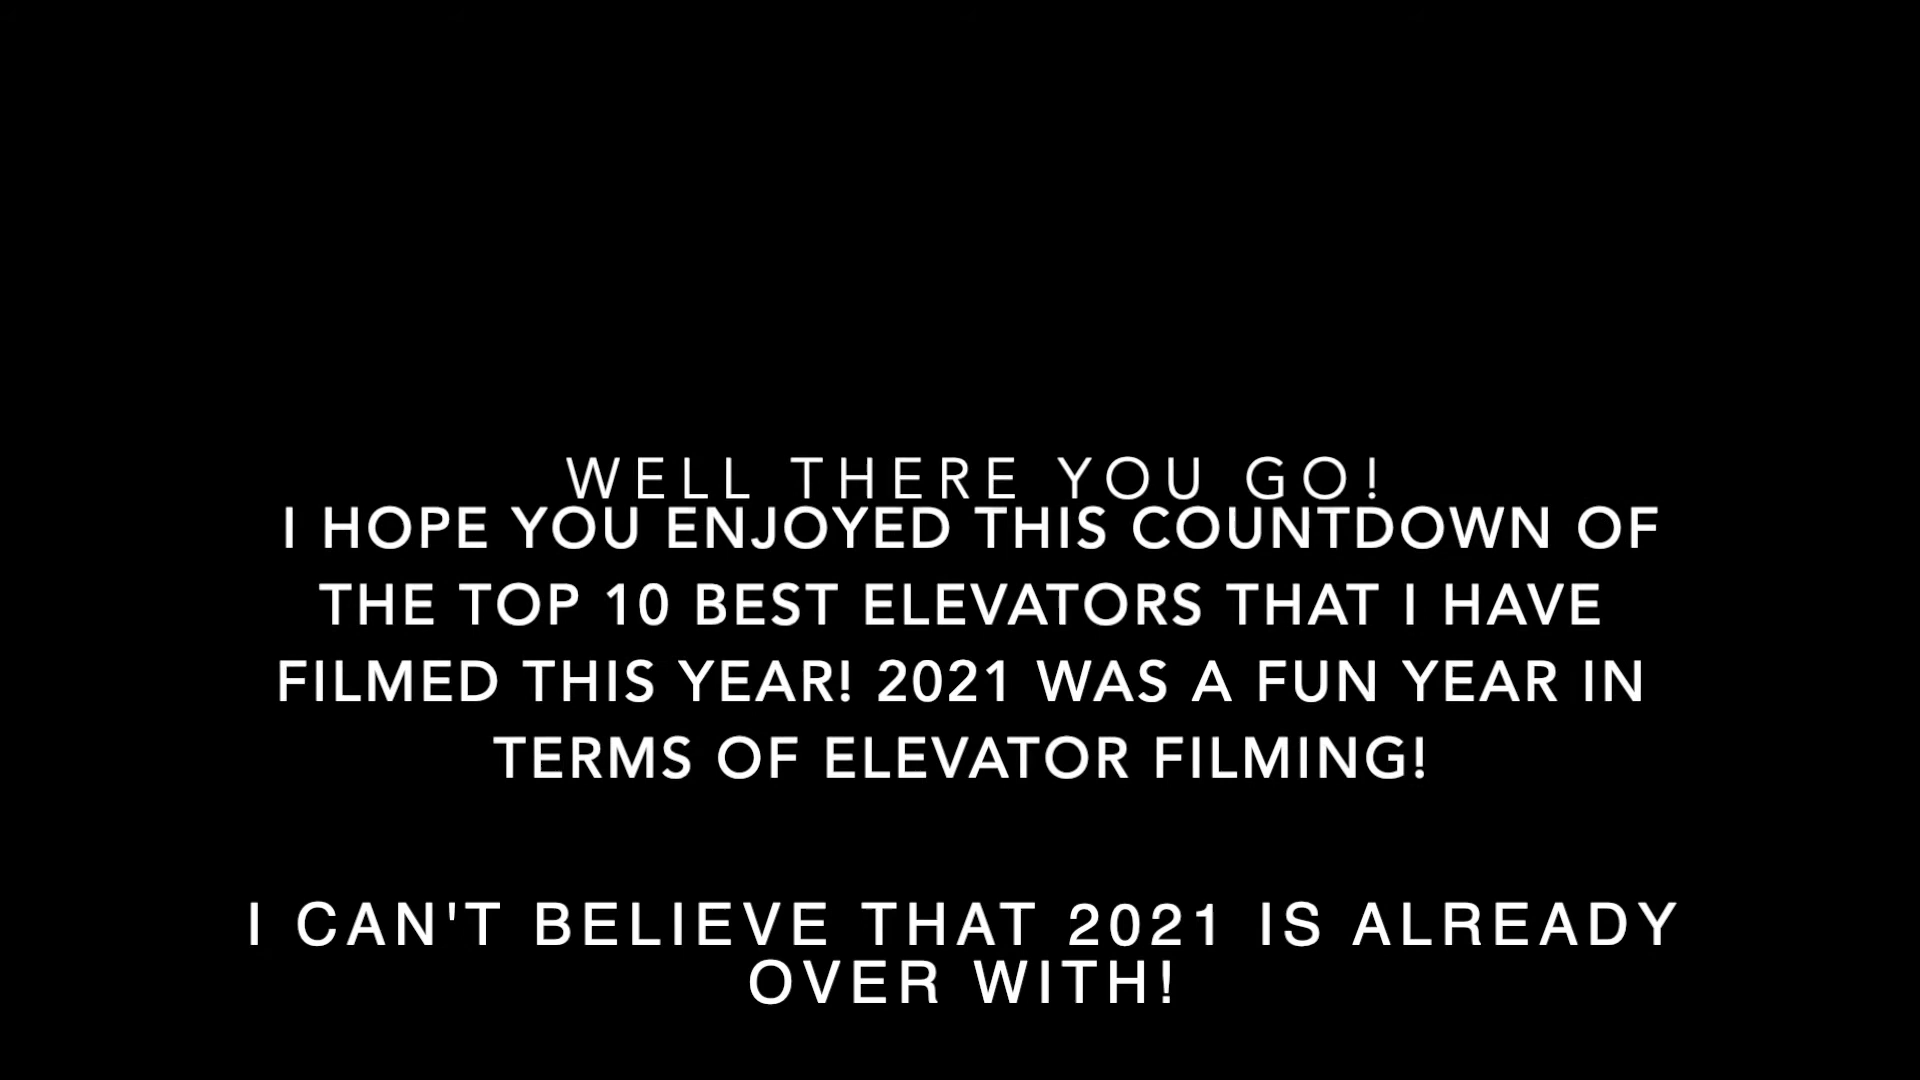 WELL THERE YOU GO!
I HOPE YOU ENJOYED THIS COUNTDOWN OF
THE TOP 10 BEST ELEVATORS THAT I HAVE
FILMED THIS YEAR! 2021 WAS A FUN YEAR IN
TERMS OF ELEVATOR FILMING!
I CAN'T BELIEVE THAT 2021 IS ALREADY
OVER WITH!